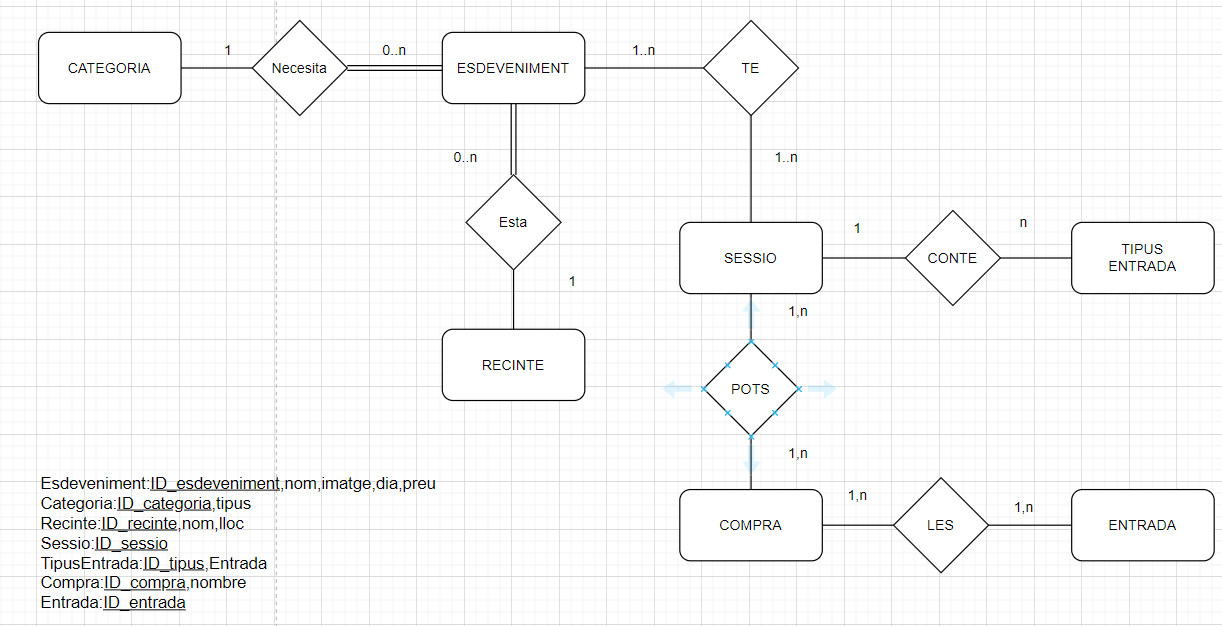 CATEGORIA
1
Necesita
0..n
ESDEVENIMENT
1..n
TE
0..n
1..n
Esta
1
RECINTE
SESSIO
1
CONTE
n
TIPUS
ENTRADA
1,n
POTS
1,n
COMPRA
1,n
LES
1,n
ENTRADA
Esdeveniment:ID_esdeveniment,nom,imatge,dia,preu
Categoria:ID_categoria,tipus
Recinte:ID_recinte,nom,lloc
Sessio:ID_sessio
TipusEntrada:ID_tipus,Entrada
Compra:ID_compra,nombre
Entrada:ID_entrada